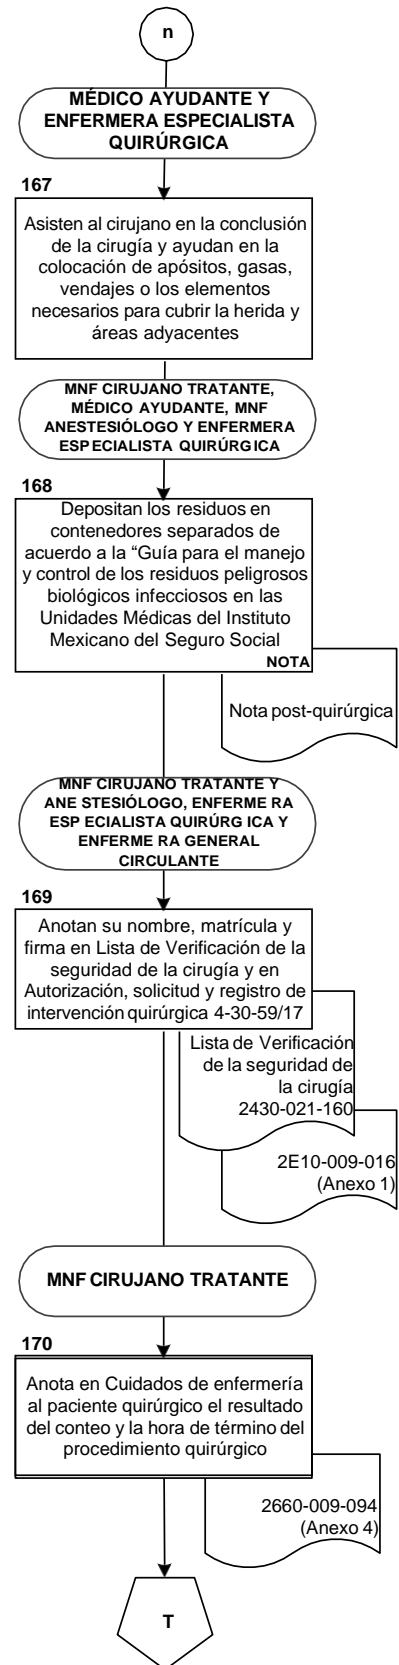 n
MÉDICO AYUDANTE Y
ENFERMERA ESPECIALISTA
QUIRÚRGICA
167
Asisten al cirujano en la conclusión
de la cirugía y ayudan en la
colocación de apósitos, gasas,
vendajes o los elementos
necesarios para cubrir la herida y
áreas adyacentes
MNF CIRUJANO TRATANTE,
MÉDICO AYUDANTE, MNF
ANESTESIÓLOGO Y ENFERMERA
ESPECIALISTA QUIRÚRGICA
168
Depositan los residuos en
contenedores separados de
acuerdo a la “Guía para el manejo
y control de los residuos peligrosos
biológicos infecciosos en las
Unidades Médicas del Instituto
Mexicano del Seguro Social
NOTA
Nota post-quirúrgica
MNF CIRUJANO TRATANTE Y
ANESTESIÓLOGO, ENFERMERA
ESPECIALISTA QUIRÚRGICA Y
ENFERMERA GENERAL
CIRCULANTE
169
Anotan su nombre, matrícula y
firma en Lista de Verificación de la
seguridad de la cirugía y en
Autorización, solicitud y registro de
intervención quirúrgica 4-30-59/17
Lista de Verificación
de la seguridad de
la cirugía
2430-021-160
2E10-009-016
(Anexo 1)
MNF CIRUJANO TRATANTE
170
Anota en Cuidados de enfermería
al paciente quirúrgico el resultado
del conteo y la hora de término del
procedimiento quirúrgico
2660-009-094
(Anexo 4)
T